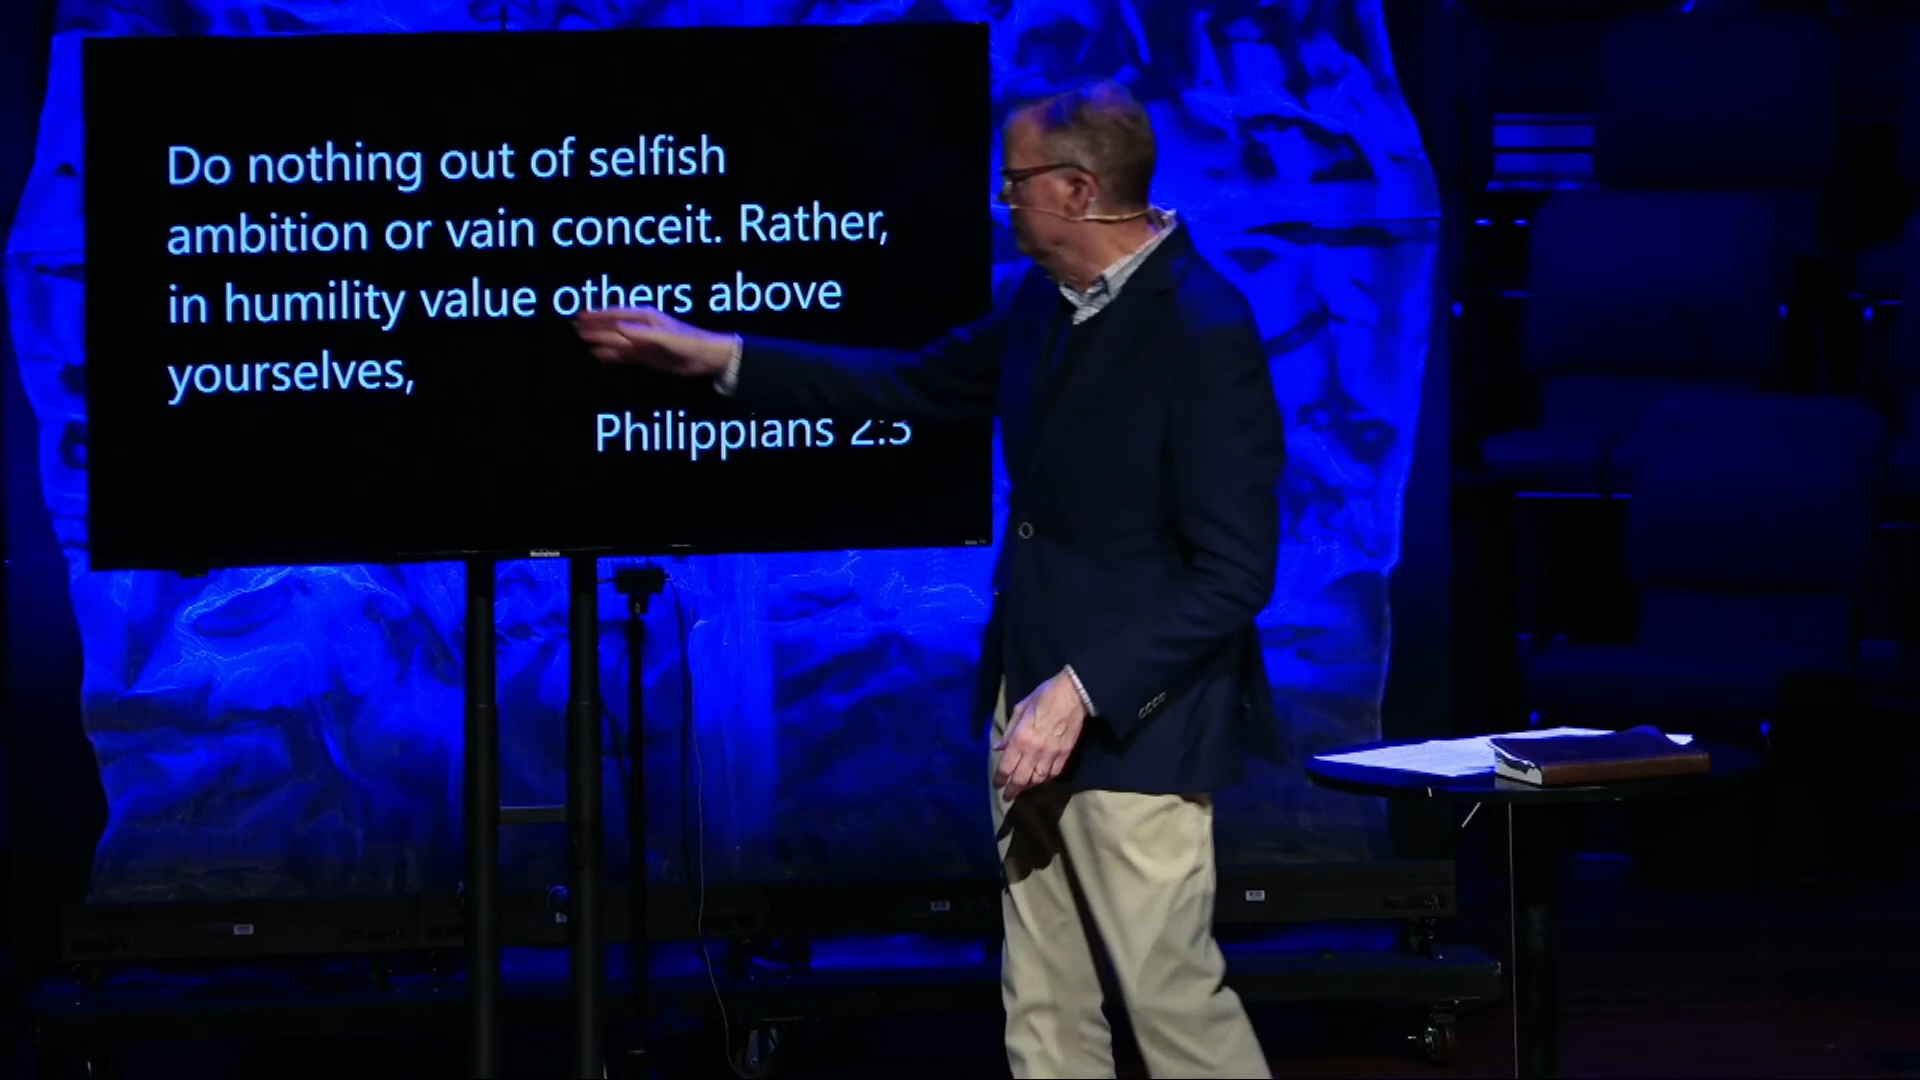 Do nothing out of selfish
ambition or vain conceit. Rather,
in humility value others above
yourselves,
Philippians 2:3